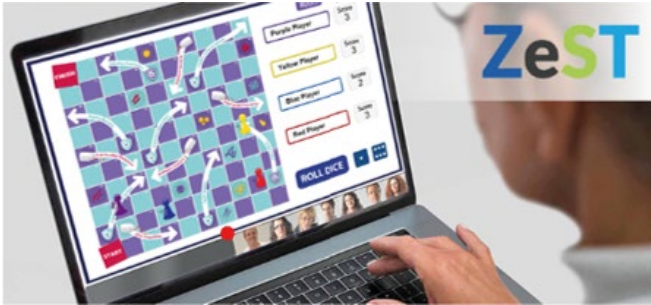 ZeST
FINISH
Purple Player
Score
3
Yellow Player
Score
3
Blue Player
Score
2
Red Player
Score
3
ROLL DICE
START